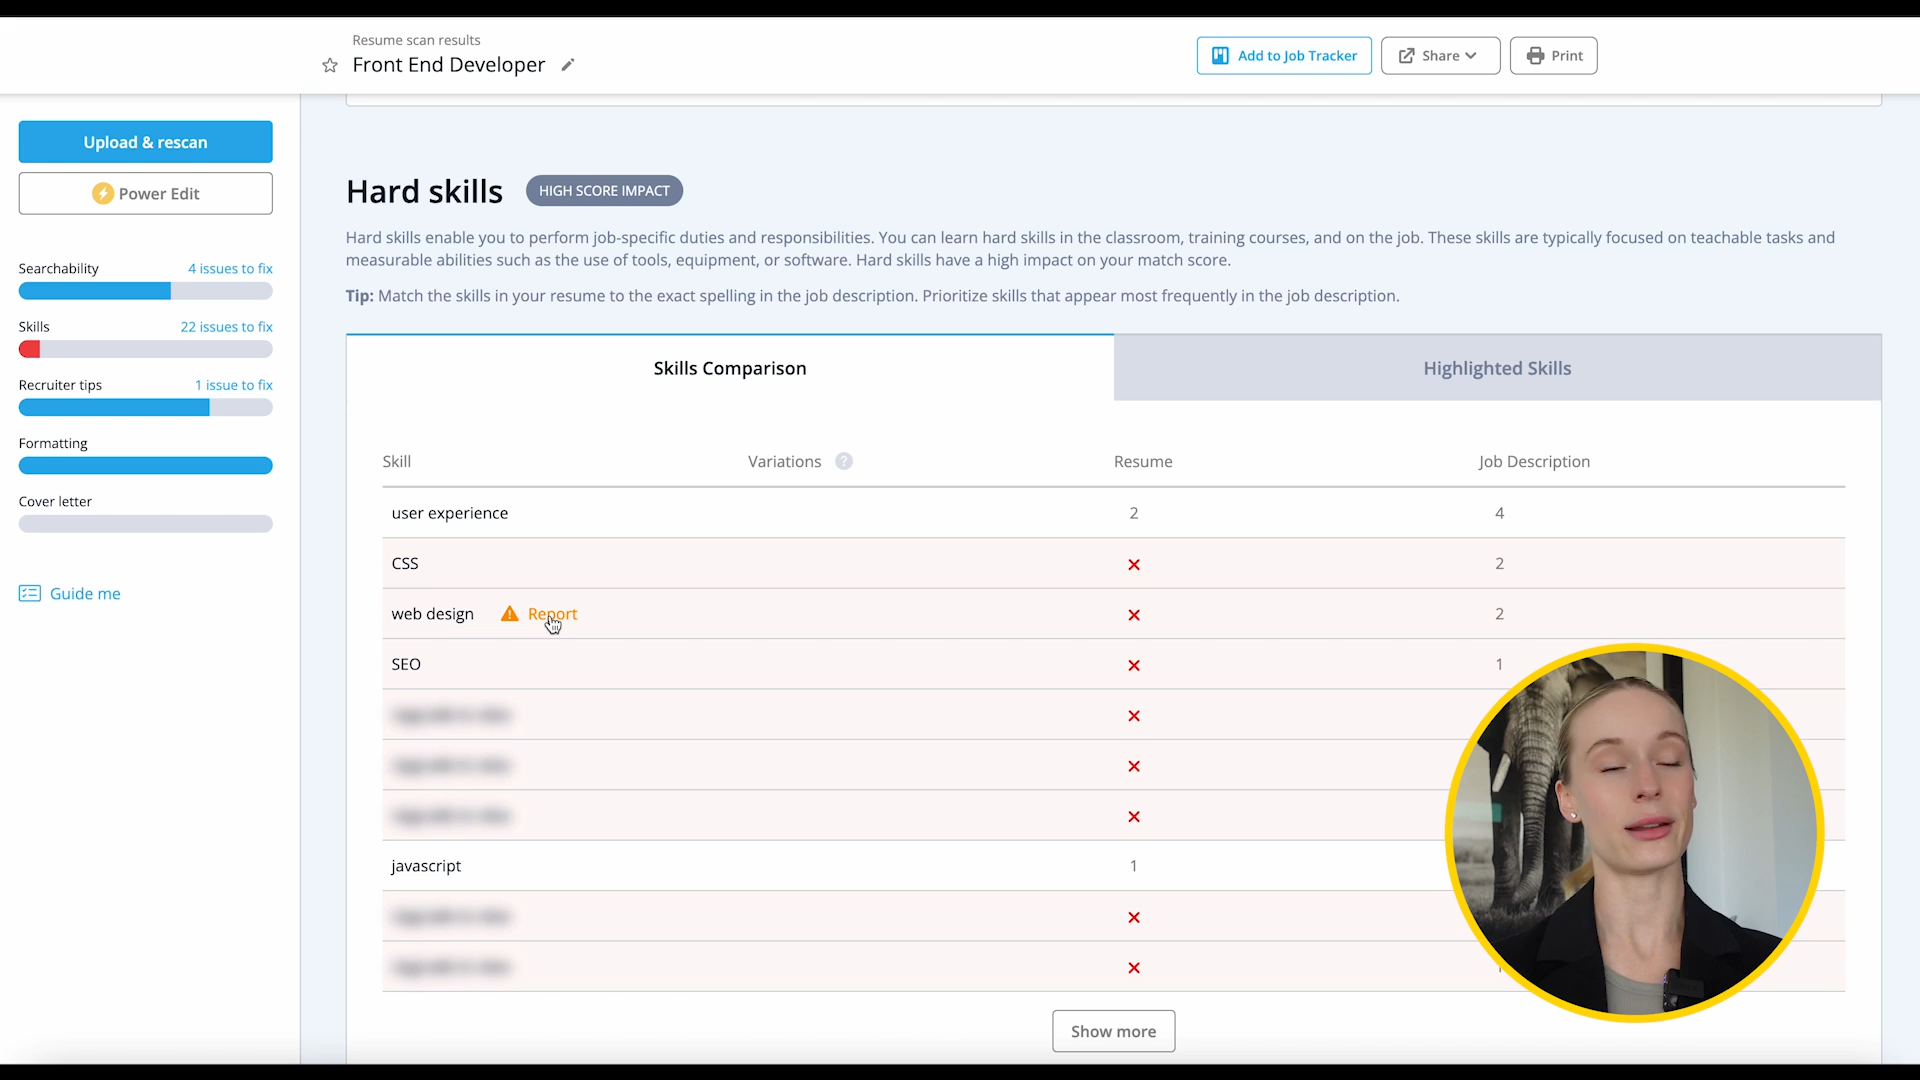 Resume scan results
Front End Developer
Add to Job Tracker
Share
Print
Upload & rescan
Power Edit
Searchability
4 issues to fix
Skills
22 issues to fix
Recruiter tips
1 issue to fix
Formatting
Cover letter
Guide me
Hard skills
HIGH SCORE IMPACT
Hard skills enable you to perform job-specific duties and responsibilities. You can learn hard skills in the classroom, training courses, and on the job. These skills are typically focused on teachable tasks and
measurable abilities such as the use of tools, equipment, or software. Hard skills have a high impact on your match score.
Tip: Match the skills in your resume to the exact spelling in the job description. Prioritize skills that appear most frequently in the job description.
Skills Comparison
Highlighted Skills
Skill Variations ? Resume Job Description
user experience 2 4
CSS 2
web design Report 2
SEO 1
javascript 1
Show more